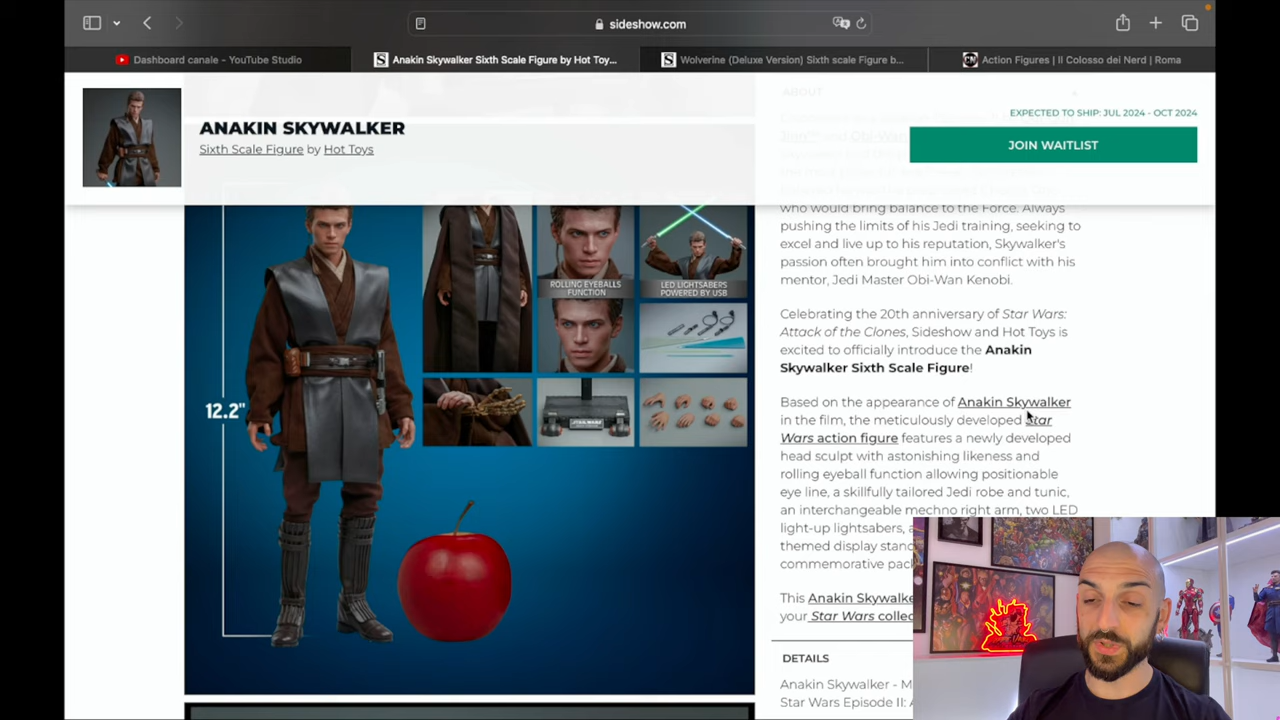 sideshow.com
Dashboard canale - YouTube Studio
Anakin Skywalker Sixth Scale Figure by Hot Toy...
Wolverine (Deluxe Version) Sixth scale Figure b...
Action Figures | Il Colosso dei Nerd | Roma
ANAKIN SKYWALKER
Sixth Scale Figure by Hot Toys
EXPECTED TO SHIP: JUL 2024 - OCT 2024
JOIN WAITLIST
ABOUT
12.2"
ROLLING EYEBALLS
FUNCTION
LED LIGHTSABERS
POWERED BY USB
STAR WARS
who would bring balance to the Force. Always
pushing the limits of his Jedi training, seeking to
excel and live up to his reputation, Skywalker's
passion often brought him into conflict with his
mentor, Jedi Master Obi-Wan Kenobi.
Celebrating the 20th anniversary of Star Wars:
Attack of the Clones, Sideshow and Hot Toys is
excited to officially introduce the Anakin
Skywalker Sixth Scale Figure!
Based on the appearance of Anakin Skywalker
in the film, the meticulously developed Star
Wars action figure features a newly developed
head sculpt with astonishing likeness and
rolling eyeball function allowing positionable
eye line, a skillfully tailored Jedi robe and tunic,
an interchangeable mechno right arm, two LED
light-up lightsabers,
themed display stan
commemorative pac
This Anakin Skywalke
your Star Wars collec
DETAILS
Anakin Skywalker - M
Star Wars Episode II: